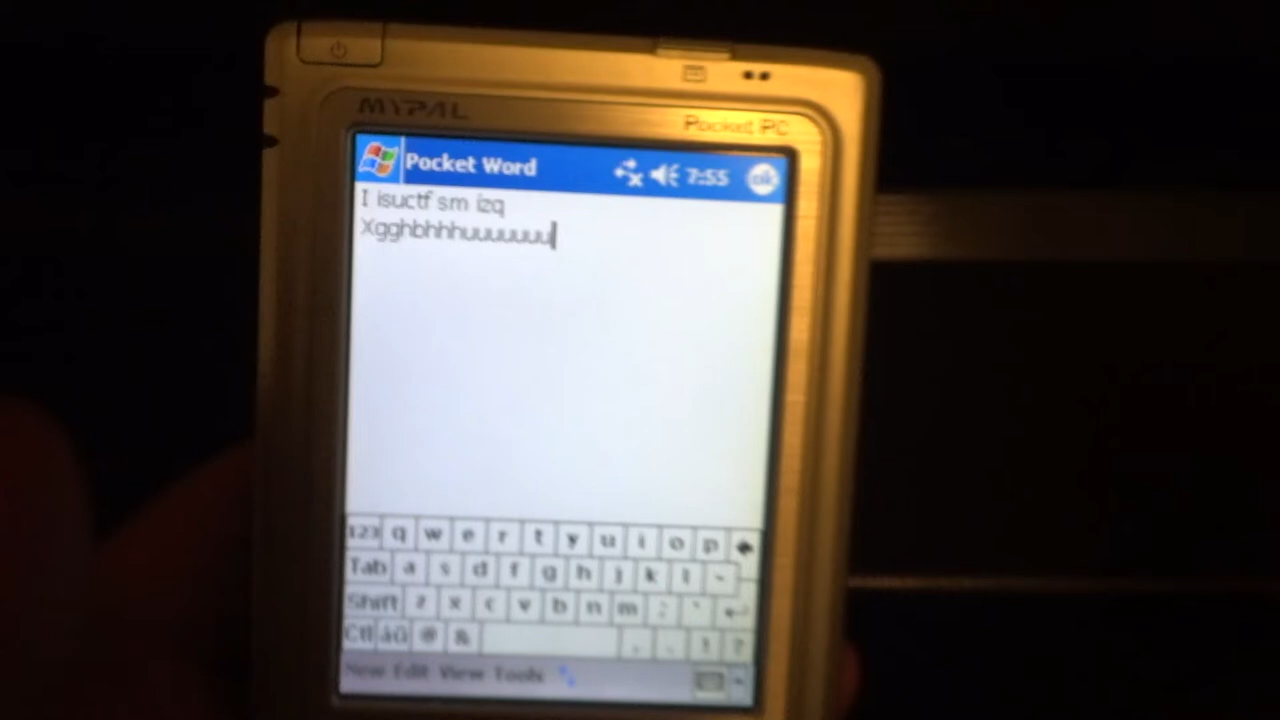 MYPAL
Pocket PC
Pocket Word 7:55 ok
I isuctf sm izq
Xgghbhhhuuuuuuu
123 q w e r t y u i o p
Tab a s d f g h j k l -
Shift z x c v b n m ; '
Ctl áü @ & , . ! ?
New Edit View Tools